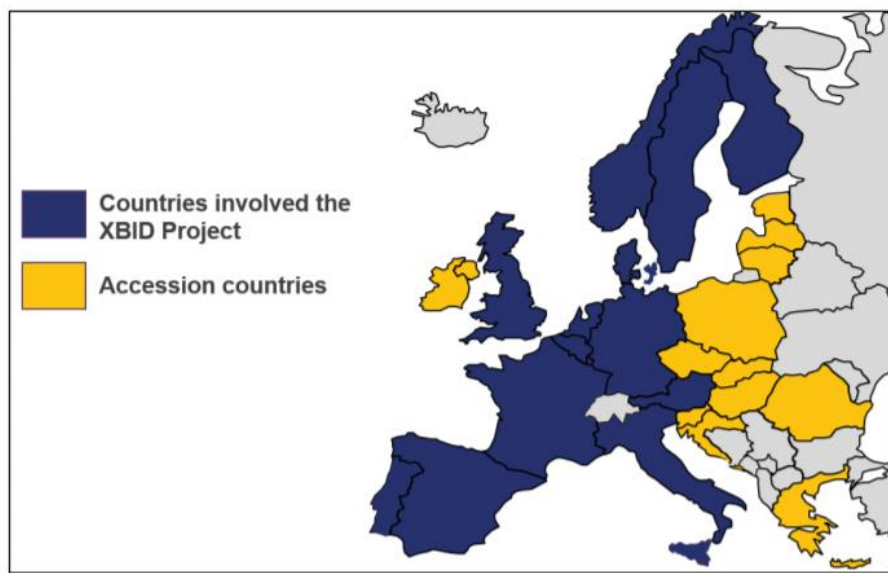 Countries involved the
XBID Project
Accession countries